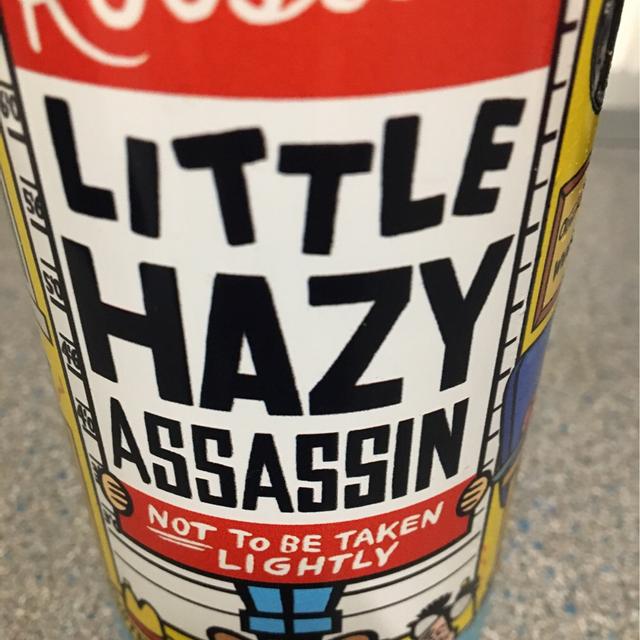 LITTLE
HAZY
ASSASSIN
NOT TO BE TAKEN
LIGHTLY